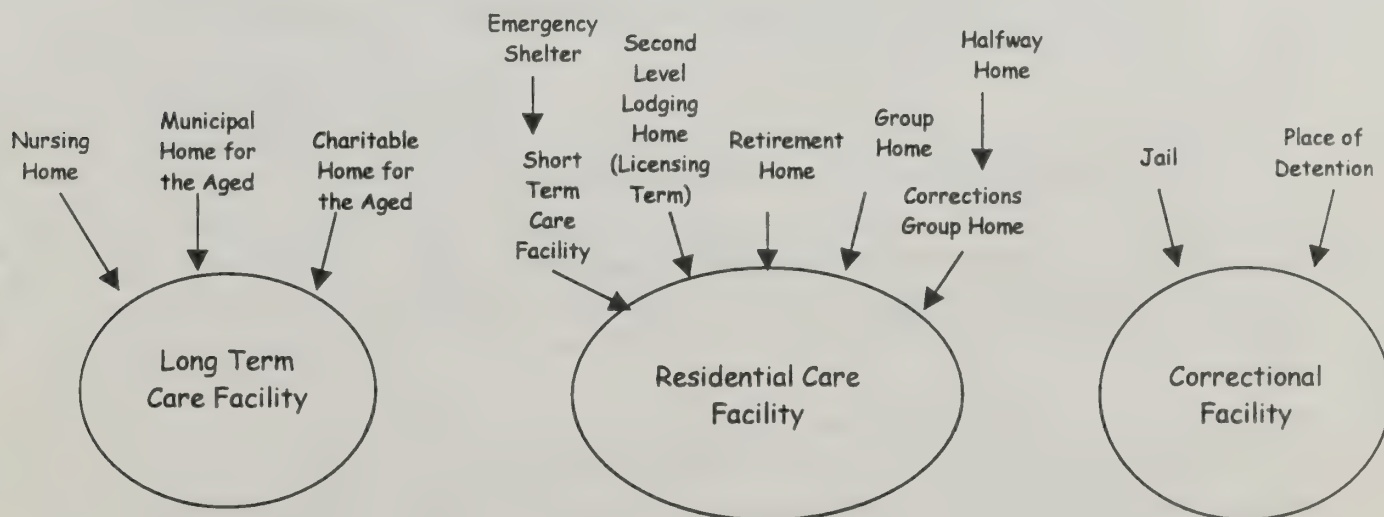 Nursing
Home
Municipal
Home for
the Aged
Charitable
Home for
the Aged
Long Term
Care Facility
Emergency
Shelter
Short
Term
Care
Facility
Second
Level
Lodging
Home
(Licensing
Term)
Retirement
Home
Group
Home
Halfway
Home
Corrections
Group Home
Residential Care
Facility
Jail
Place of
Detention
Correctional
Facility